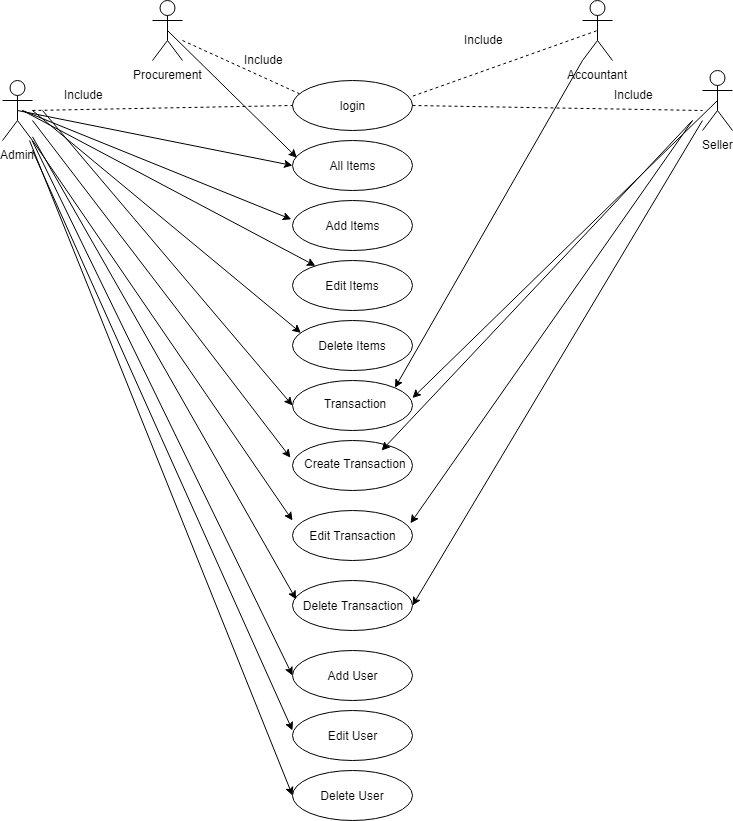 Procurement
Accountant
Include
Include
Include
Include
Admin
Seller
login
All Items
Add Items
Edit Items
Delete Items
Transaction
Create Transaction
Edit Transaction
Delete Transaction
Add User
Edit User
Delete User